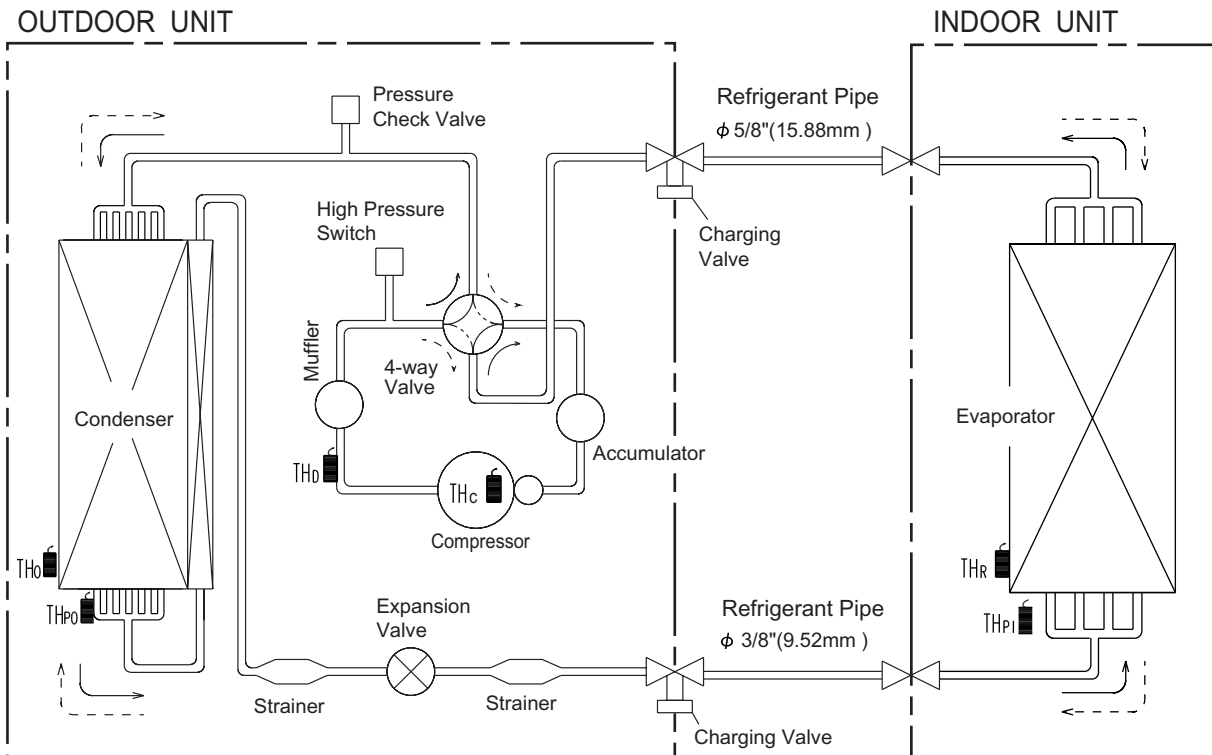 OUTDOOR UNIT
INDOOR UNIT
Pressure
Check Valve
Refrigerant Pipe
ϕ 5/8"(15.88mm )
High Pressure
Switch
Charging
Valve
Muffler
4-way
Valve
Condenser
Evaporator
Accumulator
THD
THC
Compressor
THO
THR
THPO
Expansion
Valve
Refrigerant Pipe
ϕ 3/8"(9.52mm )
THPI
Strainer
Strainer
Charging Valve